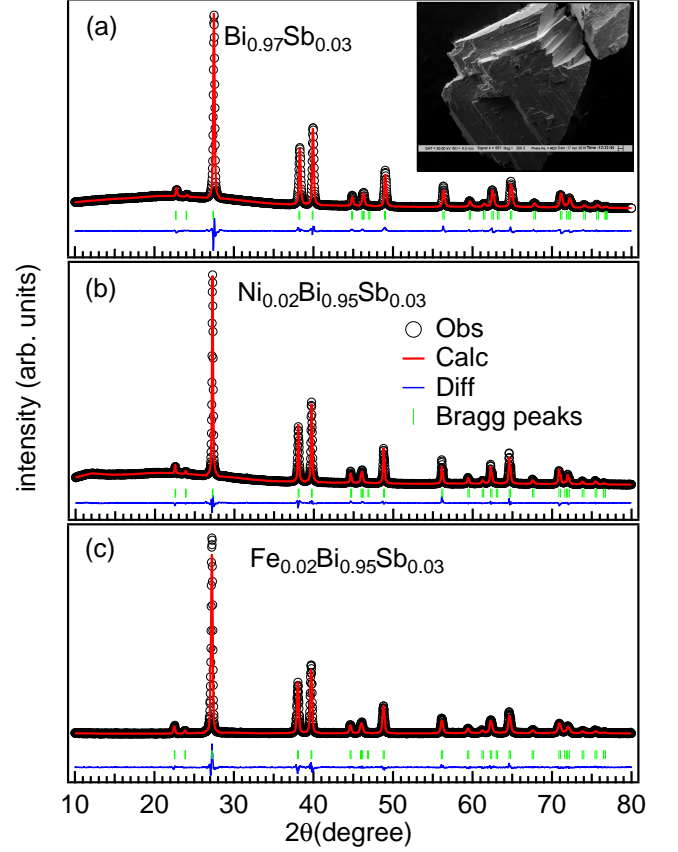 (a)
Bi0.97Sb0.03
(b)
Ni0.02Bi0.95Sb0.03
Obs
Calc
Diff
Bragg peaks
(c)
Fe0.02Bi0.95Sb0.03
intensity (arb. units)
10 20 30 40 50 60 70 80
2θ(degree)